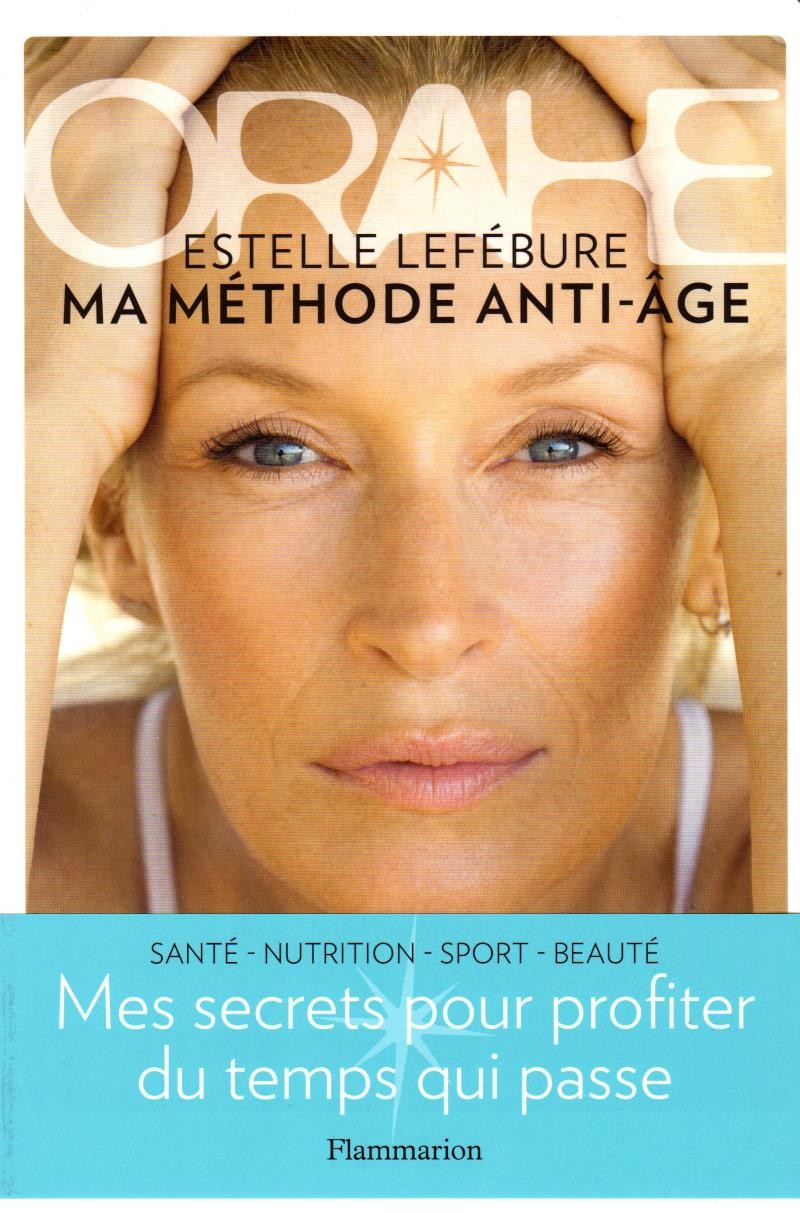 ORAHE
ESTELLE LEFÉBURE
MA MÉTHODE ANTI-ÂGE
SANTÉ - NUTRITION - SPORT - BEAUTÉ
Mes secrets pour profiter
du temps qui passe
Flammarion